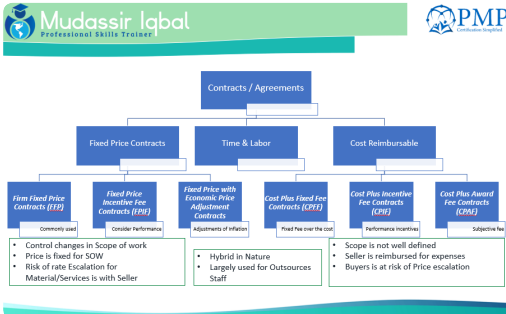 Mudassir Iqbal
Professional Skills Trainer
PMP
Certification Simplified
Contracts / Agreements
Fixed Price Contracts
Time & Labor
Cost Reimbursable
Firm Fixed Price
Contracts (FFP)
Commonly used
Fixed Price
Incentive Fee
Contracts (FPIF)
Consider Performance
Fixed Price with
Economic Price
Adjustment
Contracts
Adjustments of Inflation
Cost Plus Fixed Fee
Contracts (CPFF)
Fixed Fee over the cost
Cost Plus Incentive
Fee Contracts
(CPIF)
Performance incentives
Cost Plus Award
Fee Contracts
(CPAF)
Subjective fee
• Control changes in Scope of work
• Price is fixed for SOW
• Risk of rate Escalation for
Material/Services is with Seller
• Hybrid in Nature
• Largely used for Outsources
Staff
• Scope is not well defined
• Seller is reimbursed for expenses
• Buyers is at risk of Price escalation